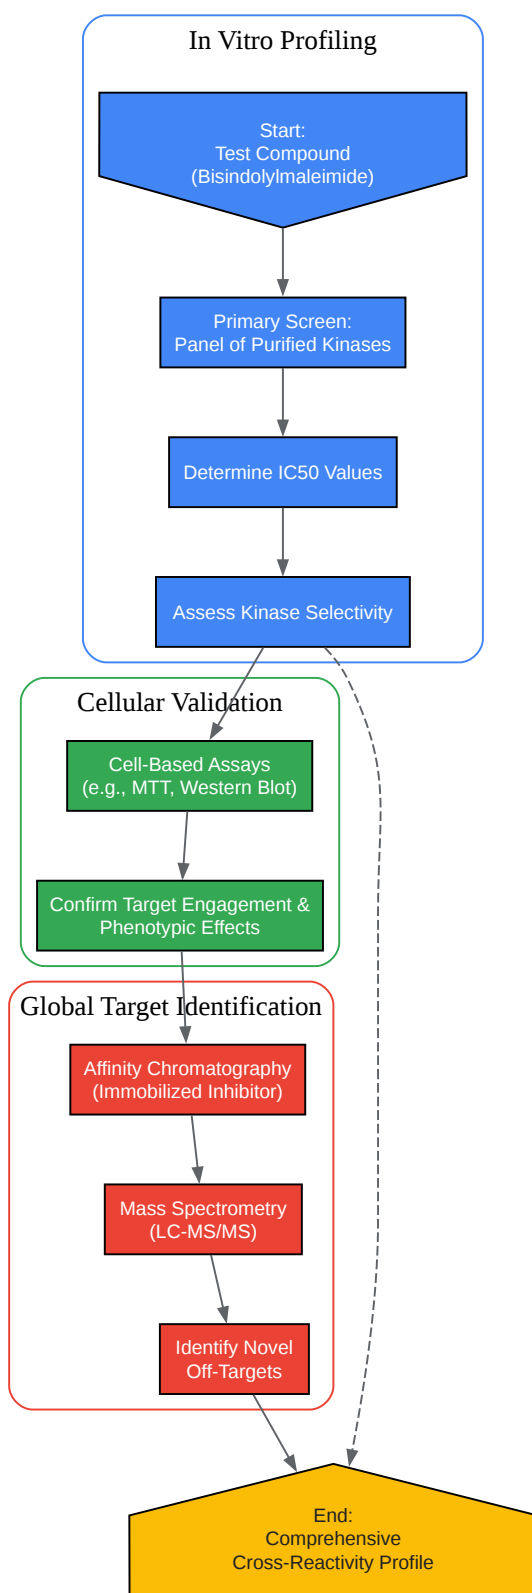 In Vitro Profiling
Start:
Test Compound
(Bisindolylmaleimide)
Primary Screen:
Panel of Purified Kinases
Determine IC50 Values
Assess Kinase Selectivity
Cellular Validation
Cell-Based Assays
(e.g., MTT, Western Blot)
Confirm Target Engagement &
Phenotypic Effects
Global Target Identification
Affinity Chromatography
(Immobilized Inhibitor)
Mass Spectrometry
(LC-MS/MS)
Identify Novel
Off-Targets
End:
Comprehensive
Cross-Reactivity Profile